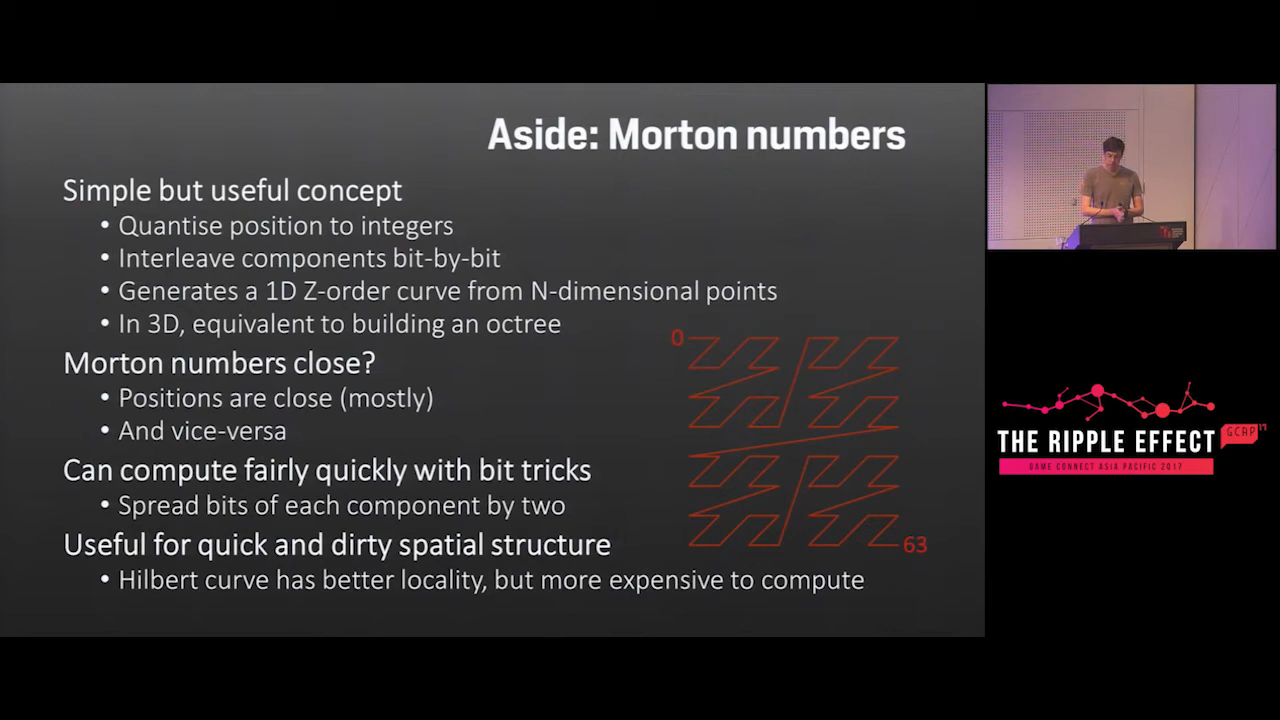 Aside: Morton numbers
Simple but useful concept
• Quantise position to integers
• Interleave components bit-by-bit
• Generates a 1D Z-order curve from N-dimensional points
• In 3D, equivalent to building an octree
Morton numbers close?
• Positions are close (mostly)
• And vice-versa
Can compute fairly quickly with bit tricks
• Spread bits of each component by two
Useful for quick and dirty spatial structure
• Hilbert curve has better locality, but more expensive to compute
0
63
THE RIPPLE EFFECT
GCAP17
GAME CONNECT ASIA PACIFIC 2017